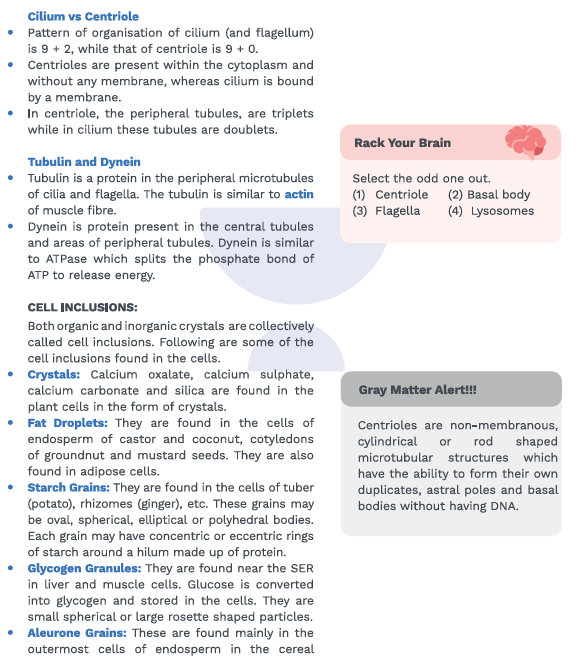 Cilium vs Centriole
• Pattern of organisation of cilium (and flagellum)
is 9 + 2, while that of centriole is 9 + 0.
• Centrioles are present within the cytoplasm and
without any membrane, whereas cilium is bound
by a membrane.
• In centriole, the peripheral tubules, are triplets
while in cilium these tubules are doublets.
Tubulin and Dynein
• Tubulin is a protein in the peripheral microtubules
of cilia and flagella. The tubulin is similar to actin
of muscle fibre.
• Dynein is protein present in the central tubules
and areas of peripheral tubules. Dynein is similar
to ATPase which splits the phosphate bond of
ATP to release energy.
CELL INCLUSIONS:
Both organic and inorganic crystals are collectively
called cell inclusions. Following are some of the
cell inclusions found in the cells.
• Crystals: Calcium oxalate, calcium sulphate,
calcium carbonate and silica are found in the
plant cells in the form of crystals.
• Fat Droplets: They are found in the cells of
endosperm of castor and coconut, cotyledons
of groundnut and mustard seeds. They are also
found in adipose cells.
• Starch Grains: They are found in the cells of tuber
(potato), rhizomes (ginger), etc. These grains may
be oval, spherical, elliptical or polyhedral bodies.
Each grain may have concentric or eccentric rings
of starch around a hilum made up of protein.
• Glycogen Granules: They are found near the SER
in liver and muscle cells. Glucose is converted
into glycogen and stored in the cells. They are
small spherical or large rosette shaped particles.
• Aleurone Grains: These are found mainly in the
outermost cells of endosperm in the cereal
Rack Your Brain
Select the odd one out.
(1) Centriole (2) Basal body
(3) Flagella (4) Lysosomes
Gray Matter Alert!!!
Centrioles are non-membranous,
cylindrical or rod shaped
microtubular structures which
have the ability to form their own
duplicates, astral poles and basal
bodies without having DNA.